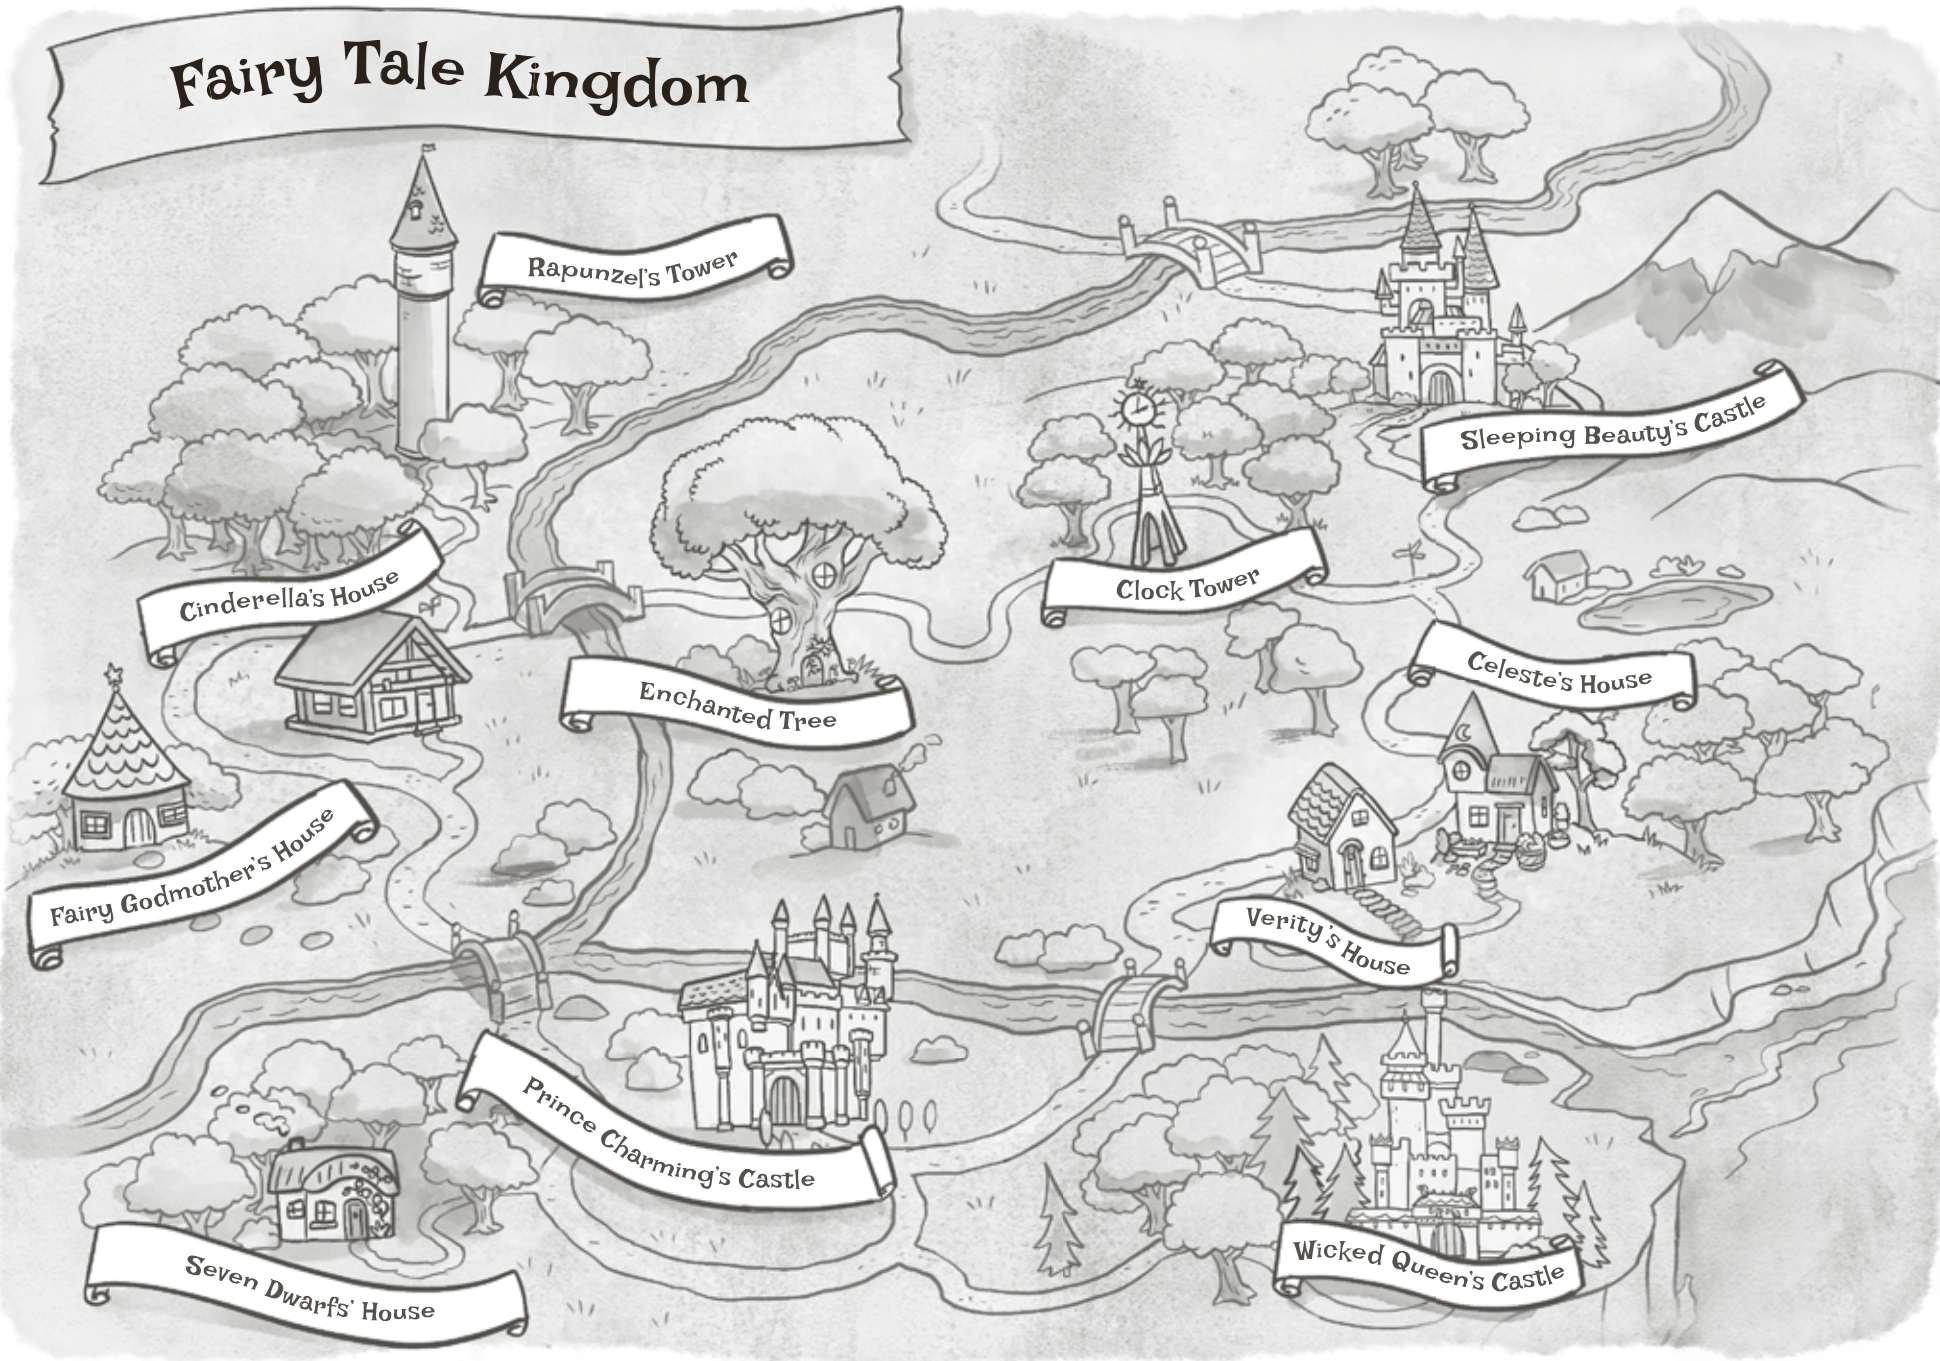 Fairy Tale Kingdom
Rapunzel's Tower
Sleeping Beauty's Castle
Cinderella's House
Clock Tower
Enchanted Tree
Celeste's House
Fairy Godmother's House
Verity's House
Prince Charming's Castle
Seven Dwarfs' House
Wicked Queen's Castle